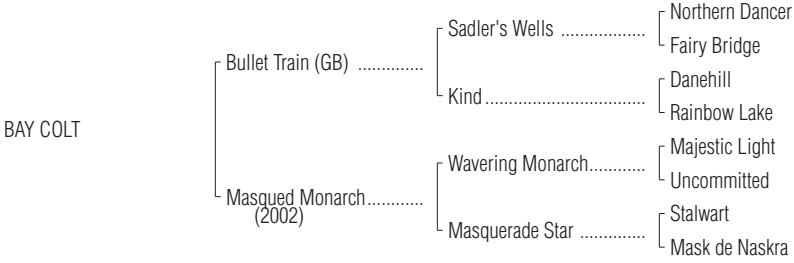 Northern Dancer
Sadler's Wells ..................
Fairy Bridge
Bullet Train (GB) ..............
Danehill
Kind..................................
Rainbow Lake
BAY COLT
Majestic Light
Wavering Monarch............
Uncommitted
Masqued Monarch............
(2002)
Stalwart
Masquerade Star ..............
Mask de Naskra